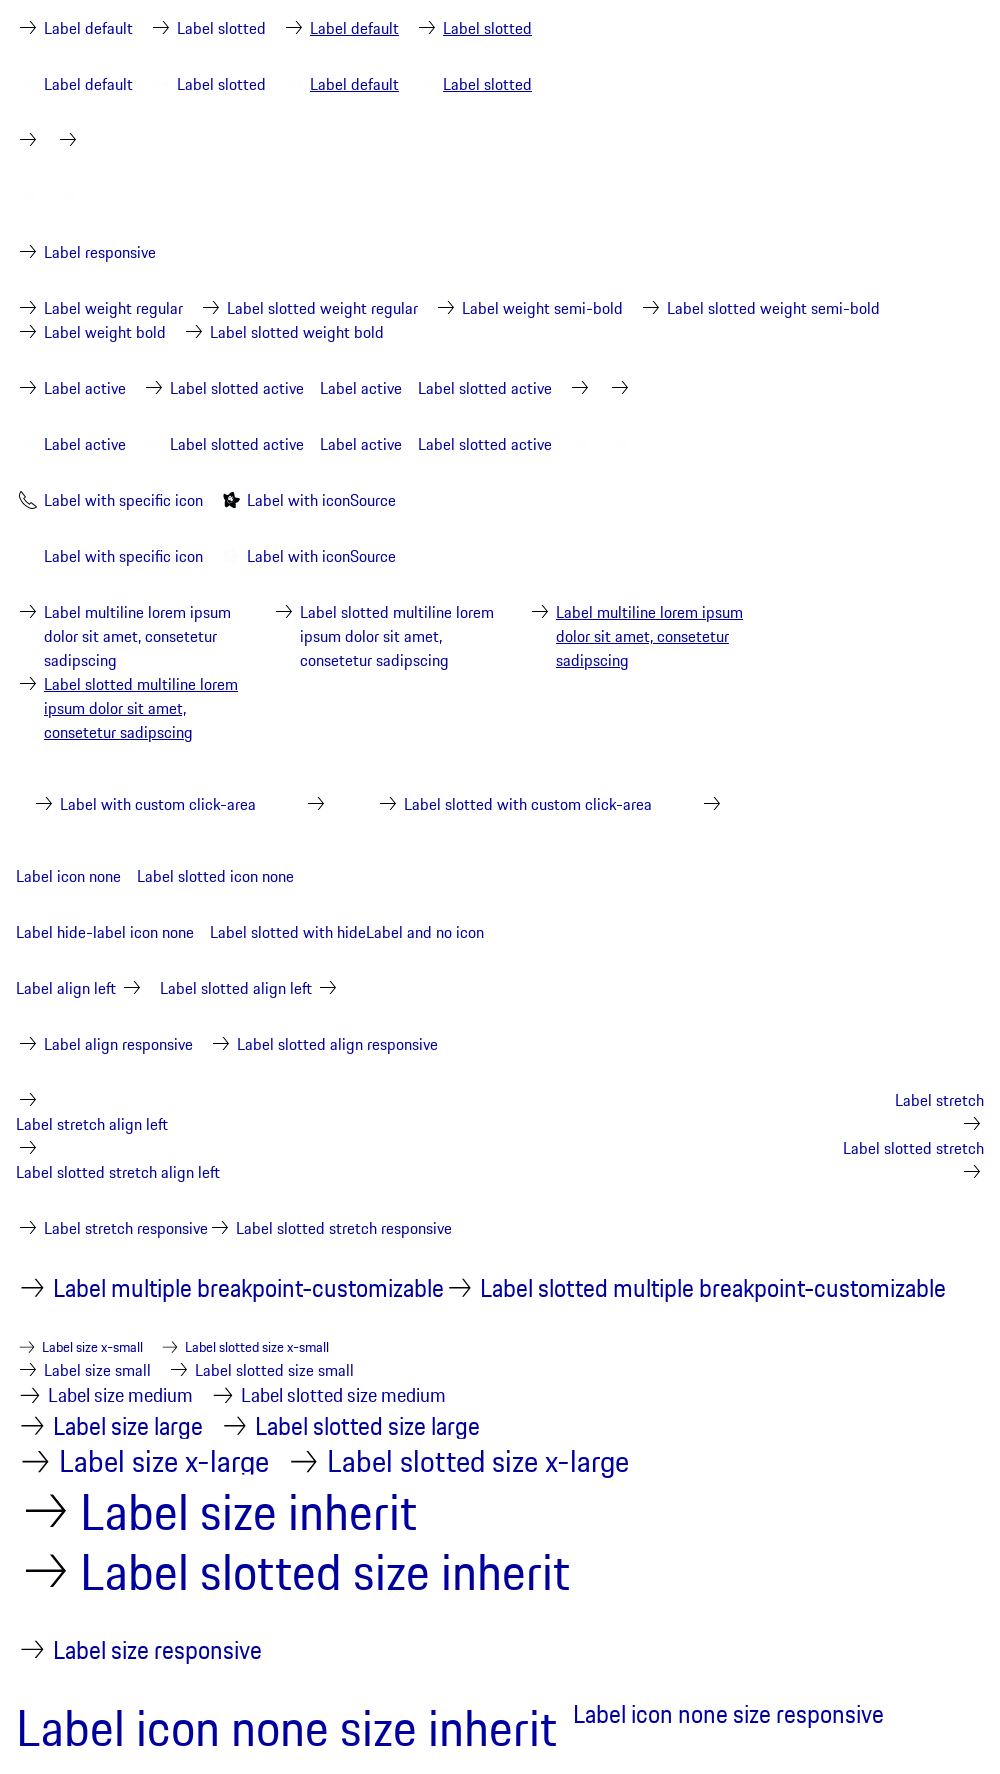 Label default Label slotted Label default Label slotted
Label default Label slotted Label default Label slotted
Label responsive
Label weight regular Label slotted weight regular Label weight semi-bold Label slotted weight semi-bold
Label weight bold Label slotted weight bold
Label active Label slotted active Label active Label slotted active
Label active Label slotted active Label active Label slotted active
Label with specific icon Label with iconSource
Label with specific icon Label with iconSource
Label multiline lorem ipsum Label slotted multiline lorem Label multiline lorem ipsum
dolor sit amet, consetetur ipsum dolor sit amet, dolor sit amet, consetetur
sadipscing consetetur sadipscing sadipscing
Label slotted multiline lorem
ipsum dolor sit amet,
consetetur sadipscing
Label with custom click-area Label slotted with custom click-area
Label icon none Label slotted icon none
Label hide-label icon none Label slotted with hideLabel and no icon
Label align left Label slotted align left
Label align responsive Label slotted align responsive
Label stretch
Label stretch align left
Label slotted stretch
Label slotted stretch align left
Label stretch responsive Label slotted stretch responsive
Label multiple breakpoint-customizable Label slotted multiple breakpoint-customizable
Label size x-small Label slotted size x-small
Label size small Label slotted size small
Label size medium Label slotted size medium
Label size large Label slotted size large
Label size x-large Label slotted size x-large
Label size inherit
Label slotted size inherit
Label size responsive
Label icon none size inherit Label icon none size responsive